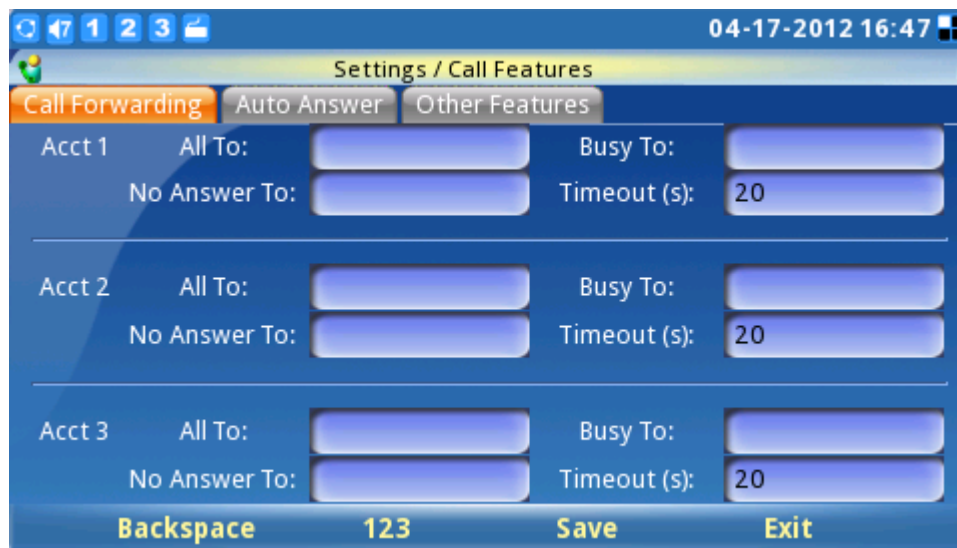 7 1 2 3 04-17-2012 16:47
Settings / Call Features
Call Forwarding Auto Answer Other Features
Acct 1 All To: Busy To:
No Answer To: Timeout (s): 20
Acct 2 All To: Busy To:
No Answer To: Timeout (s): 20
Acct 3 All To: Busy To:
No Answer To: Timeout (s): 20
Backspace 123 Save Exit